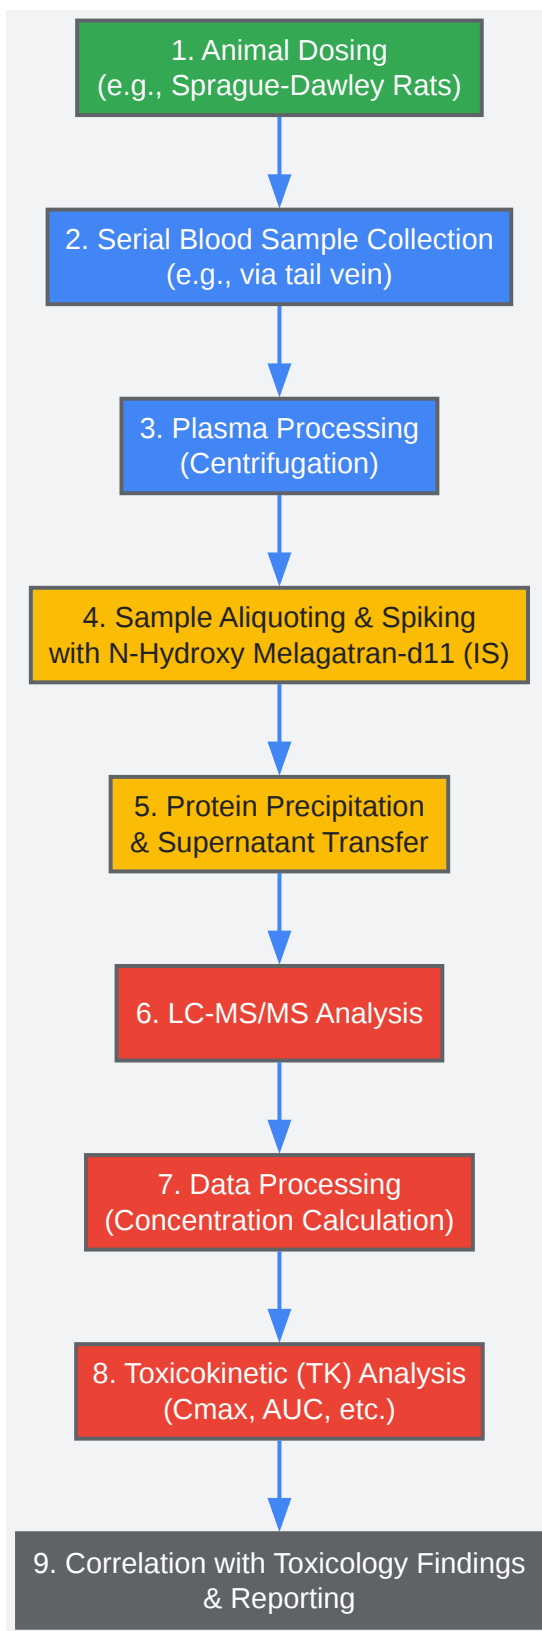 1. Animal Dosing
(e.g., Sprague-Dawley Rats)
2. Serial Blood Sample Collection
(e.g., via tail vein)
3. Plasma Processing
(Centrifugation)
4. Sample Aliquoting & Spiking
with N-Hydroxy Melagatran-d11 (IS)
5. Protein Precipitation
& Supernatant Transfer
6. LC-MS/MS Analysis
7. Data Processing
(Concentration Calculation)
8. Toxicokinetic (TK) Analysis
(Cmax, AUC, etc.)
9. Correlation with Toxicology Findings
& Reporting